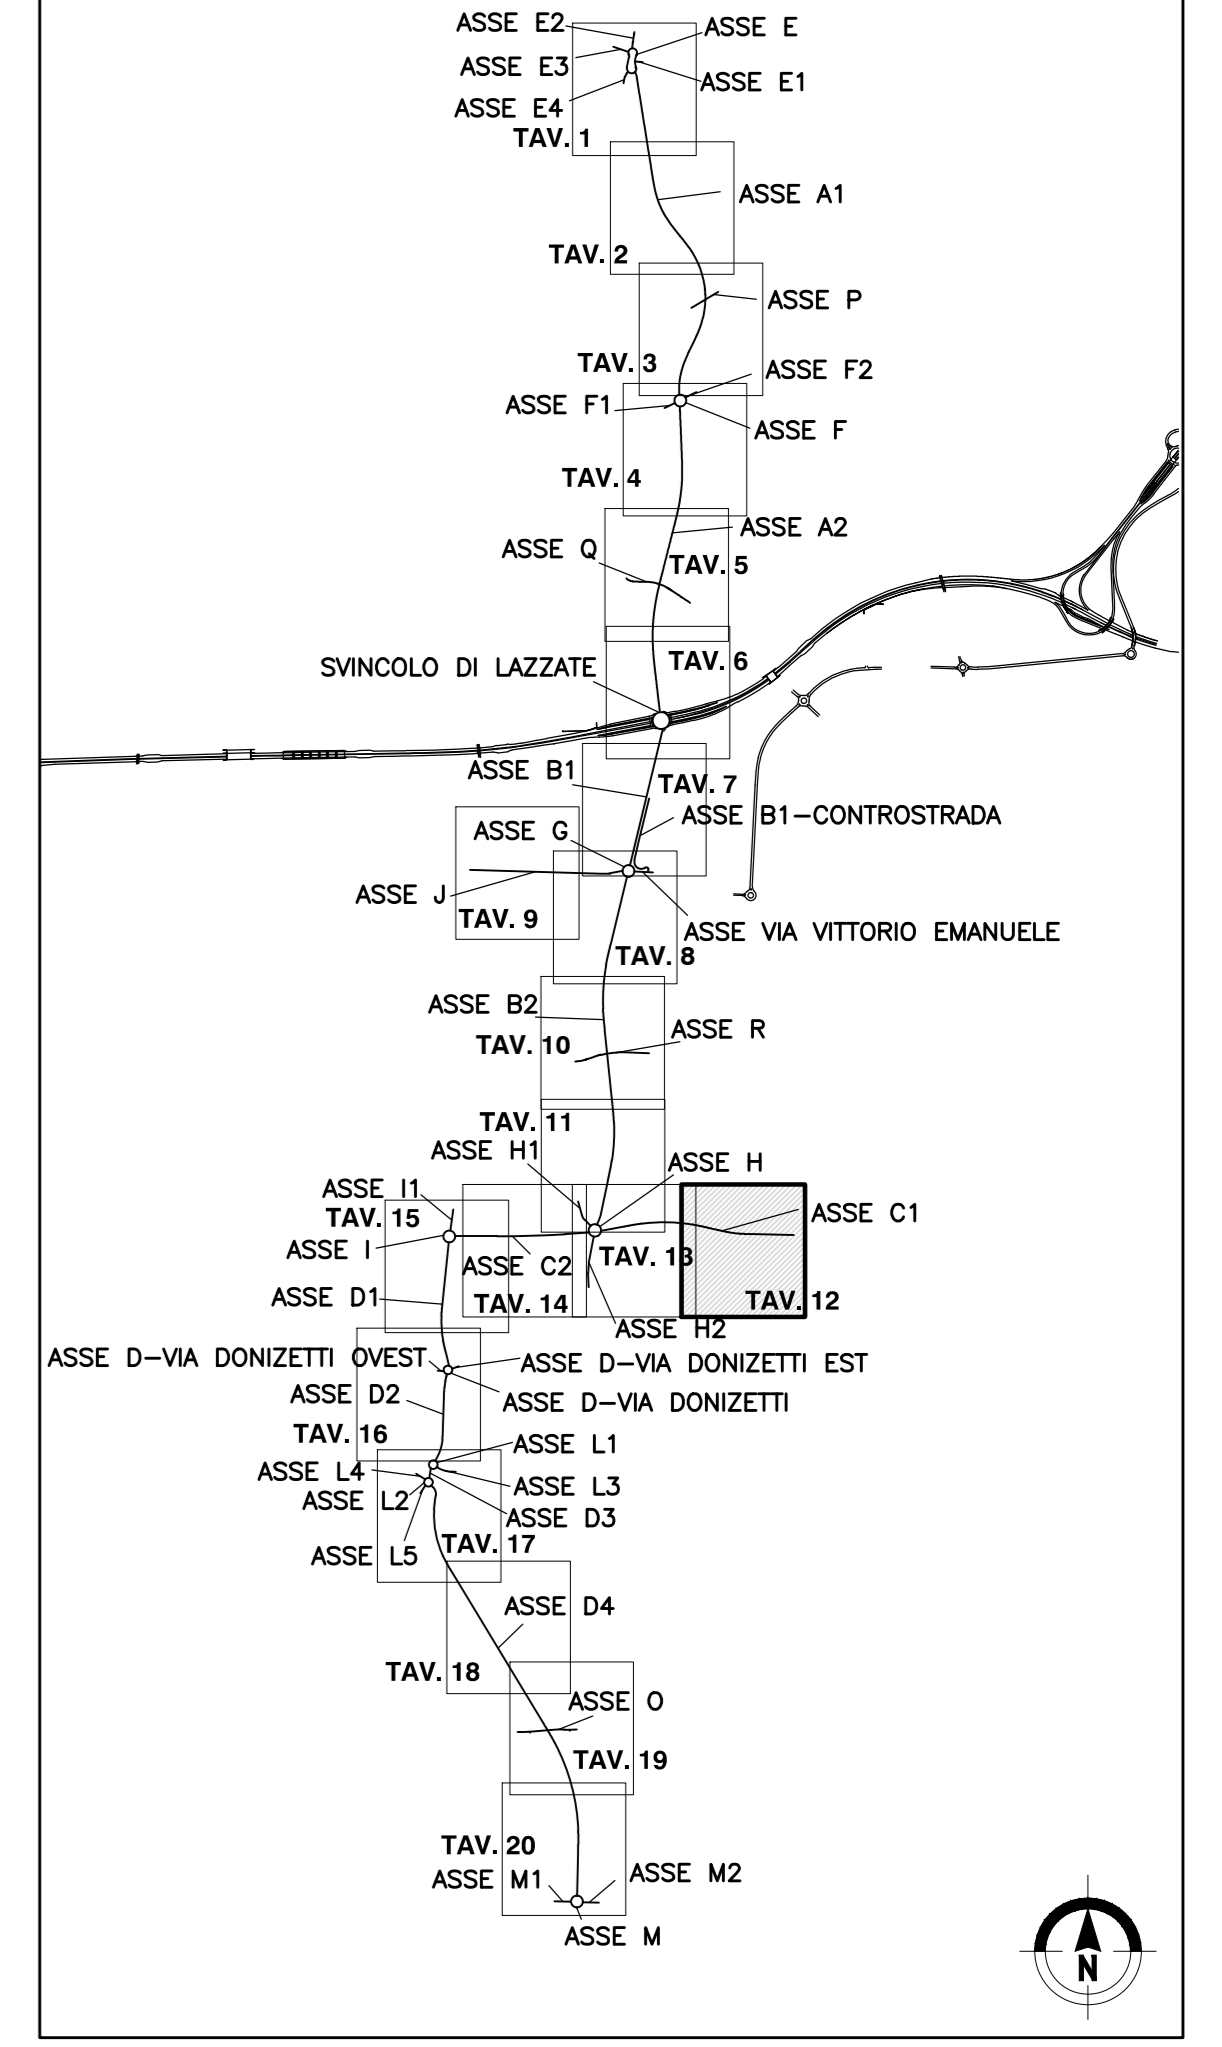 ASSE E2
ASSE E
ASSE E3
ASSE E1
ASSE E4
TAV. 1
ASSE A1
TAV. 2
ASSE P
TAV. 3
ASSE F2
ASSE F1
ASSE F
TAV. 4
ASSE A2
ASSE Q
TAV. 5
TAV. 6
SVINCOLO DI LAZZATE
ASSE B1
TAV. 7
ASSE B1-CONTROSTRADA
ASSE G
ASSE J
TAV. 9
ASSE VIA VITTORIO EMANUELE
TAV. 8
ASSE B2
ASSE R
TAV. 10
TAV. 11
ASSE H1
ASSE H
ASSE I1
TAV. 15
ASSE C1
ASSE I
TAV. 13
ASSE C2
ASSE D1
TAV. 14
TAV. 12
ASSE H2
ASSE D-VIA DONIZETTI OVEST
ASSE D-VIA DONIZETTI EST
ASSE D2
ASSE D-VIA DONIZETTI
TAV. 16
ASSE L1
ASSE L4
ASSE L3
ASSE L2
ASSE D3
TAV. 17
ASSE L5
ASSE D4
TAV. 18
ASSE O
TAV. 19
TAV. 20
ASSE M1
ASSE M2
ASSE M
N